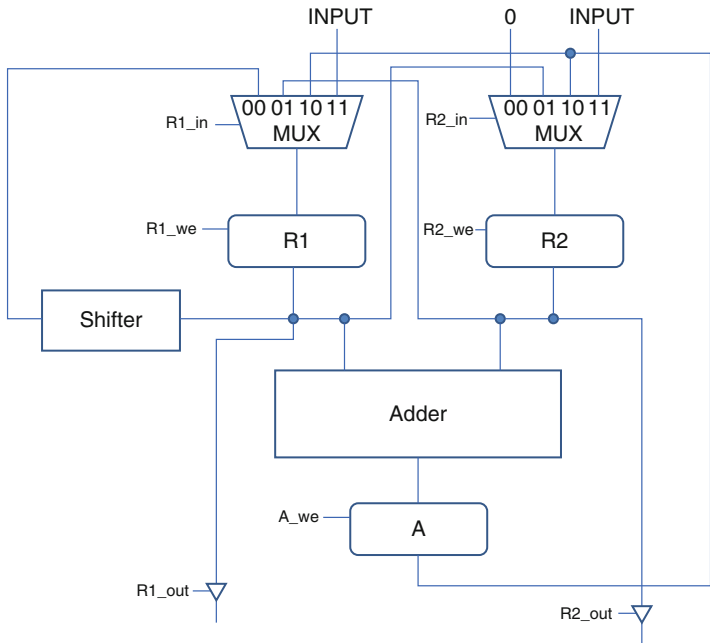 INPUT 0 INPUT
00 01 10 11 00 01 10 11
R1_in MUX R2_in MUX
R1_we R1 R2_we R2
Shifter
Adder
A_we A
R1_out
R2_out